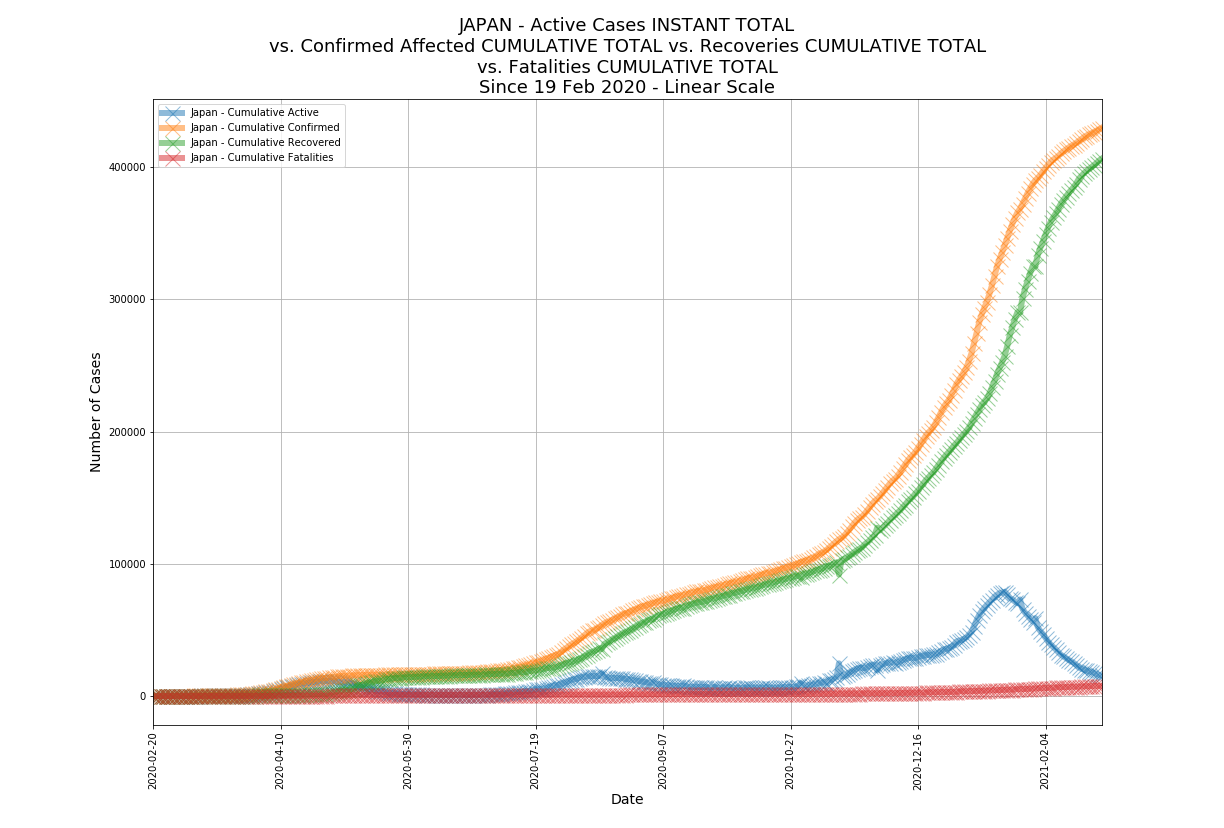 JAPAN - Active Cases INSTANT TOTAL
vs. Confirmed Affected CUMULATIVE TOTAL vs. Recoveries CUMULATIVE TOTAL
vs. Fatalities CUMULATIVE TOTAL
Since 19 Feb 2020 - Linear Scale
Japan - Cumulative Active
Japan - Cumulative Confirmed
Japan - Cumulative Recovered
Japan - Cumulative Fatalities
Number of Cases
400000
300000
200000
100000
0
2020-02-20
2020-04-10
2020-05-30
2020-07-19
2020-09-07
2020-10-27
2020-12-16
2021-02-04
Date